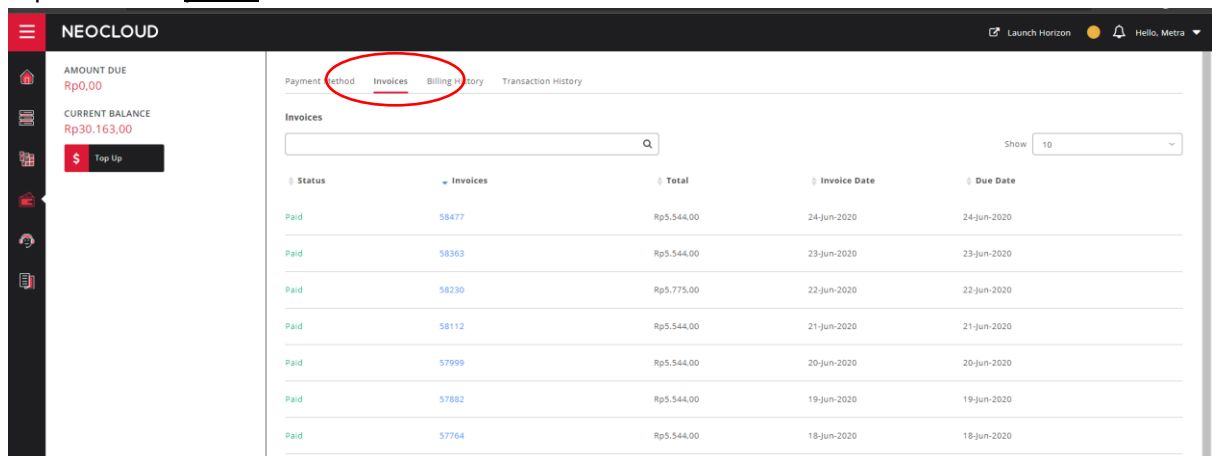 NEOCLOUD
Launch Horizon
Hello, Metra
AMOUNT DUE
Rp0,00
CURRENT BALANCE
Rp30.163,00
$ Top Up
Payment Method Invoices Billing History Transaction History
Invoices
Show 10
Status Invoices Total Invoice Date Due Date
Paid 58477 Rp5.544,00 24-Jun-2020 24-Jun-2020
Paid 58363 Rp5.544,00 23-Jun-2020 23-Jun-2020
Paid 58230 Rp5.775,00 22-Jun-2020 22-Jun-2020
Paid 58112 Rp5.544,00 21-Jun-2020 21-Jun-2020
Paid 57999 Rp5.544,00 20-Jun-2020 20-Jun-2020
Paid 57882 Rp5.544,00 19-Jun-2020 19-Jun-2020
Paid 57764 Rp5.544,00 18-Jun-2020 18-Jun-2020